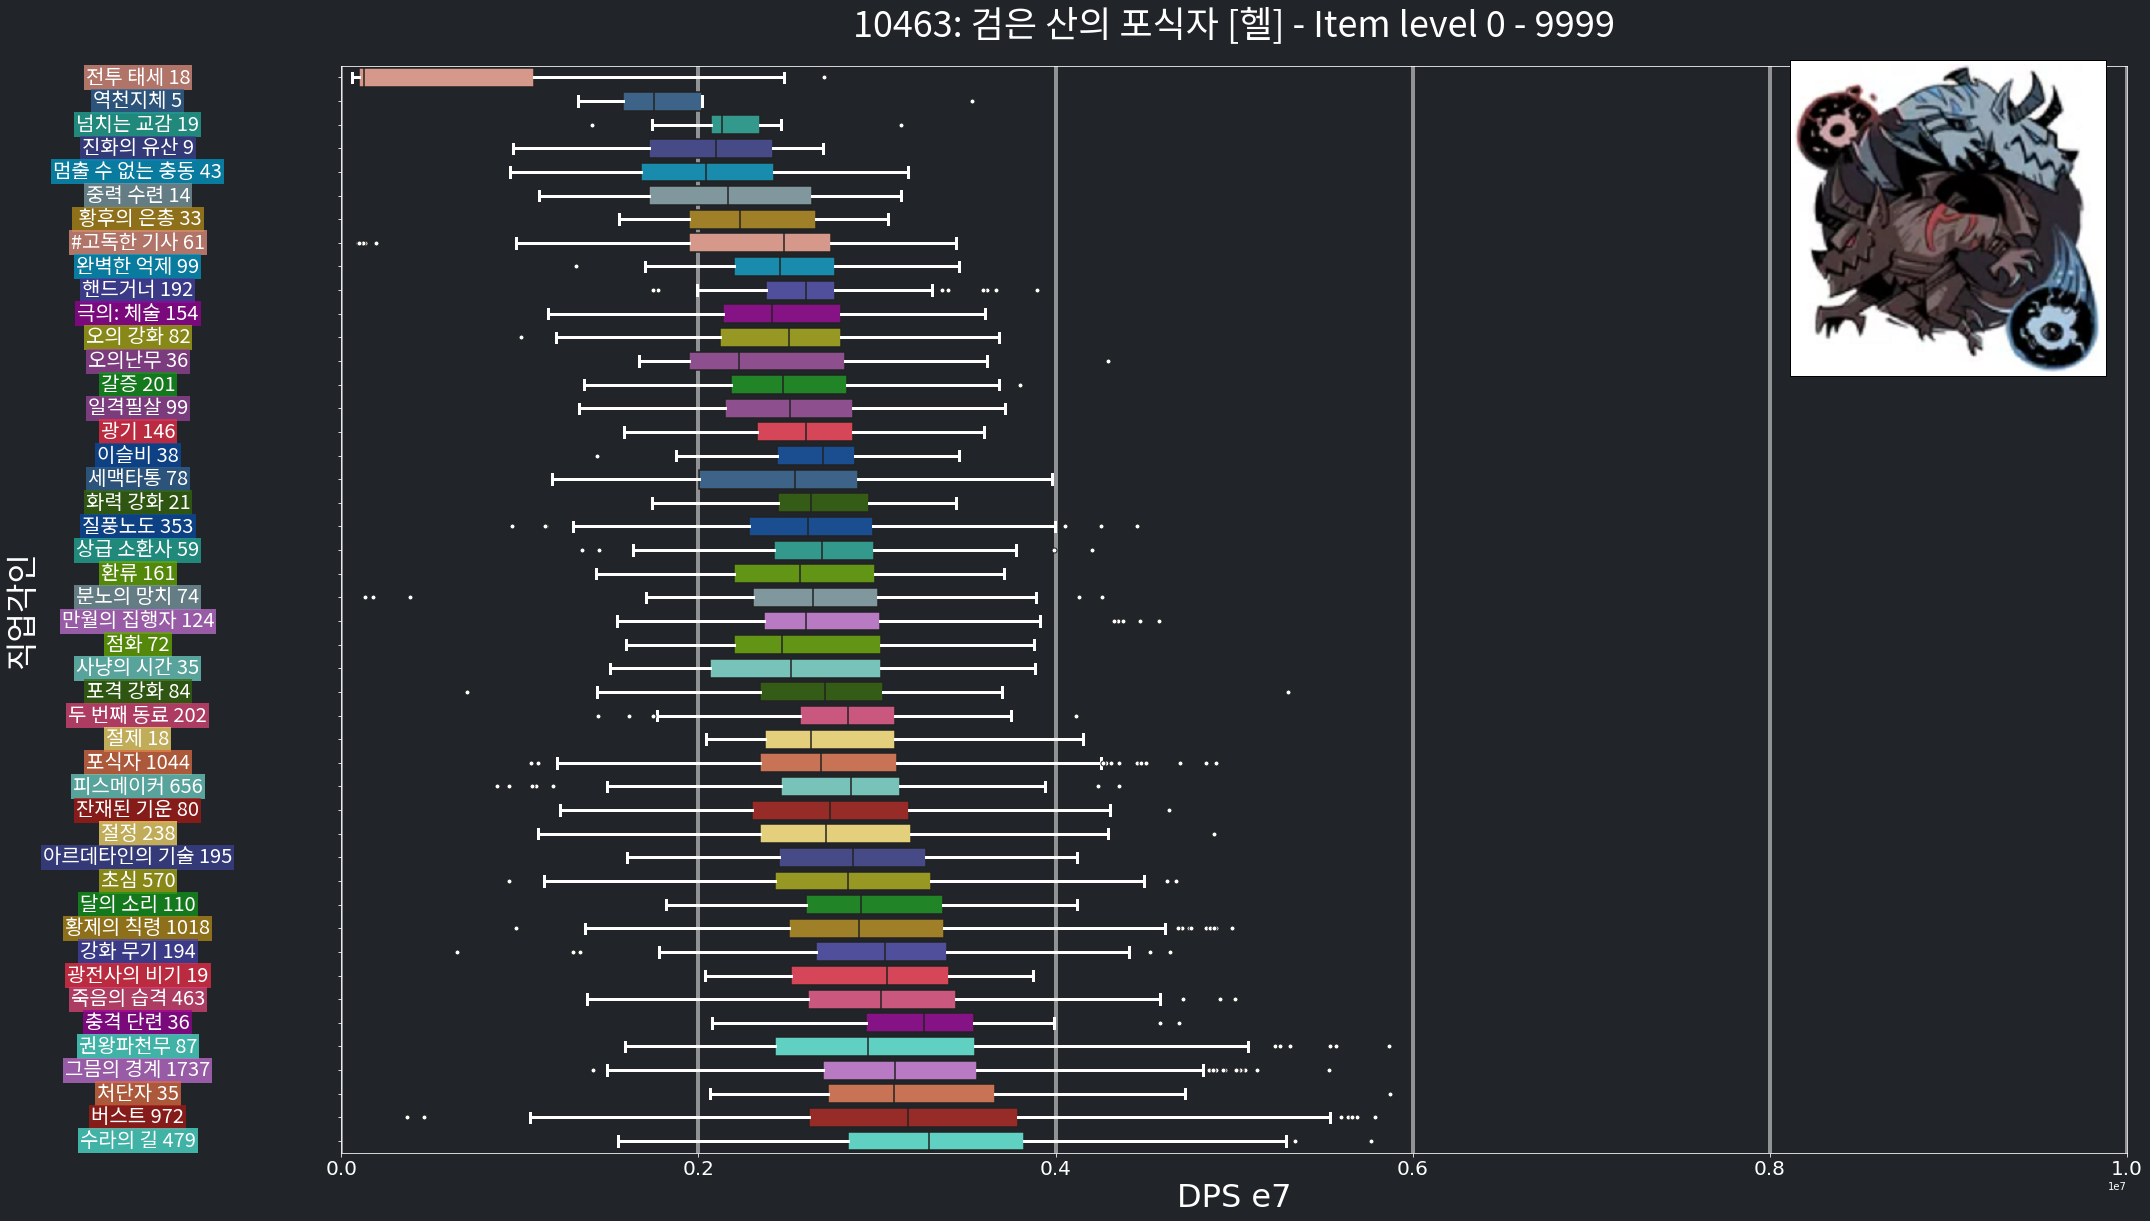 10463: 검은 산의 포식자 [헬] - Item level 0 - 9999
직업각인
전투 태세 18
역천지체 5
넘치는 교감 19
진화의 유산 9
멈출 수 없는 충동 43
중력 수련 14
황후의 은총 33
#고독한 기사 61
완벽한 억제 99
핸드거너 192
극의: 체술 154
오의 강화 82
오의난무 36
갈증 201
일격필살 99
광기 146
이슬비 38
세맥타통 78
화력 강화 21
질풍노도 353
상급 소환사 59
환류 161
분노의 망치 74
만월의 집행자 124
점화 72
사냥의 시간 35
포격 강화 84
두 번째 동료 202
절제 18
포식자 1044
피스메이커 656
잔재된 기운 80
절정 238
아르데타인의 기술 195
초심 570
달의 소리 110
황제의 칙령 1018
강화 무기 194
광전사의 비기 19
죽음의 습격 463
충격 단련 36
권왕파천무 87
그믐의 경계 1737
처단자 35
버스트 972
수라의 길 479
0.0 0.2 0.4 0.6 0.8 1.0
1e7
DPS e7